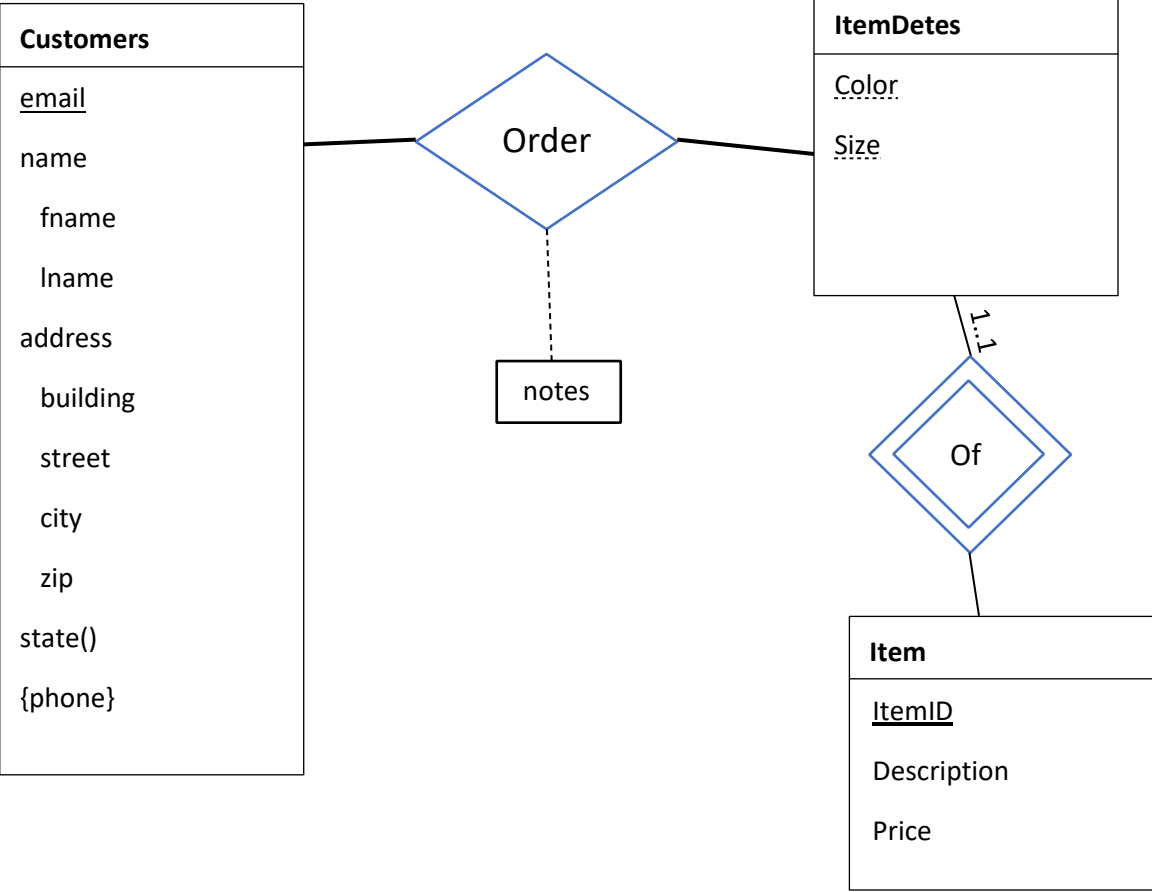 Customers
email
name
fname
lname
address
building
street
city
zip
state()
{phone}
Order
notes
ItemDetes
Color
Size
1..1
Of
Item
ItemID
Description
Price